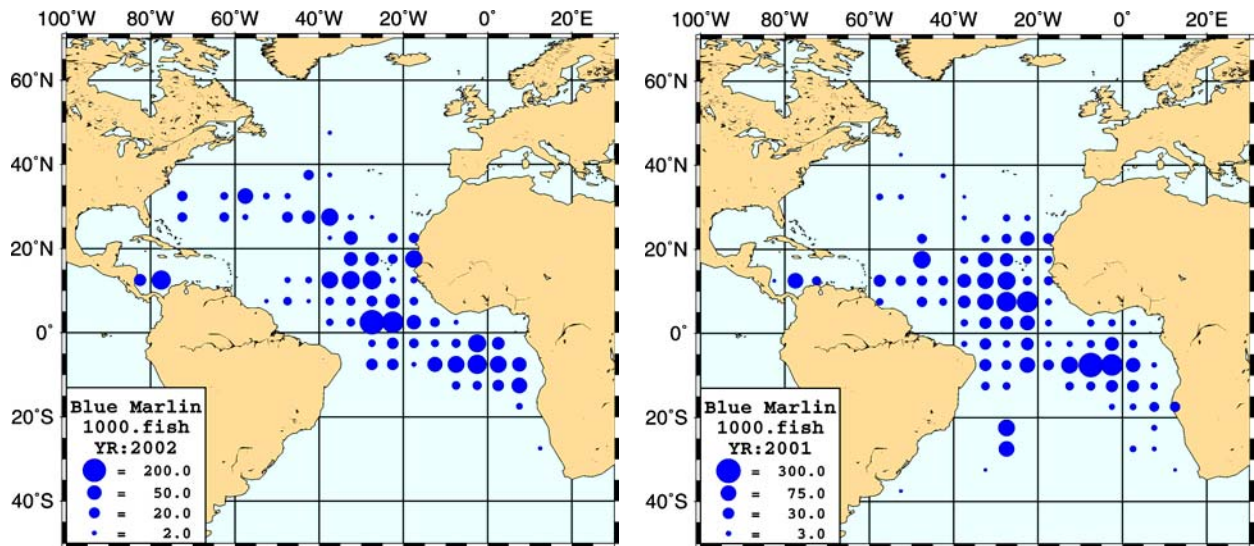 100°W 80°W 60°W 40°W 20°W 0° 20°E
60°N
40°N
20°N
0°
20°S
40°S
Blue Marlin
1000.fish
YR:2002
= 200.0
= 50.0
= 20.0
= 2.0
100°W 80°W 60°W 40°W 20°W 0° 20°E
60°N
40°N
20°N
0°
20°S
40°S
Blue Marlin
1000.fish
YR:2001
= 300.0
= 75.0
= 30.0
= 3.0